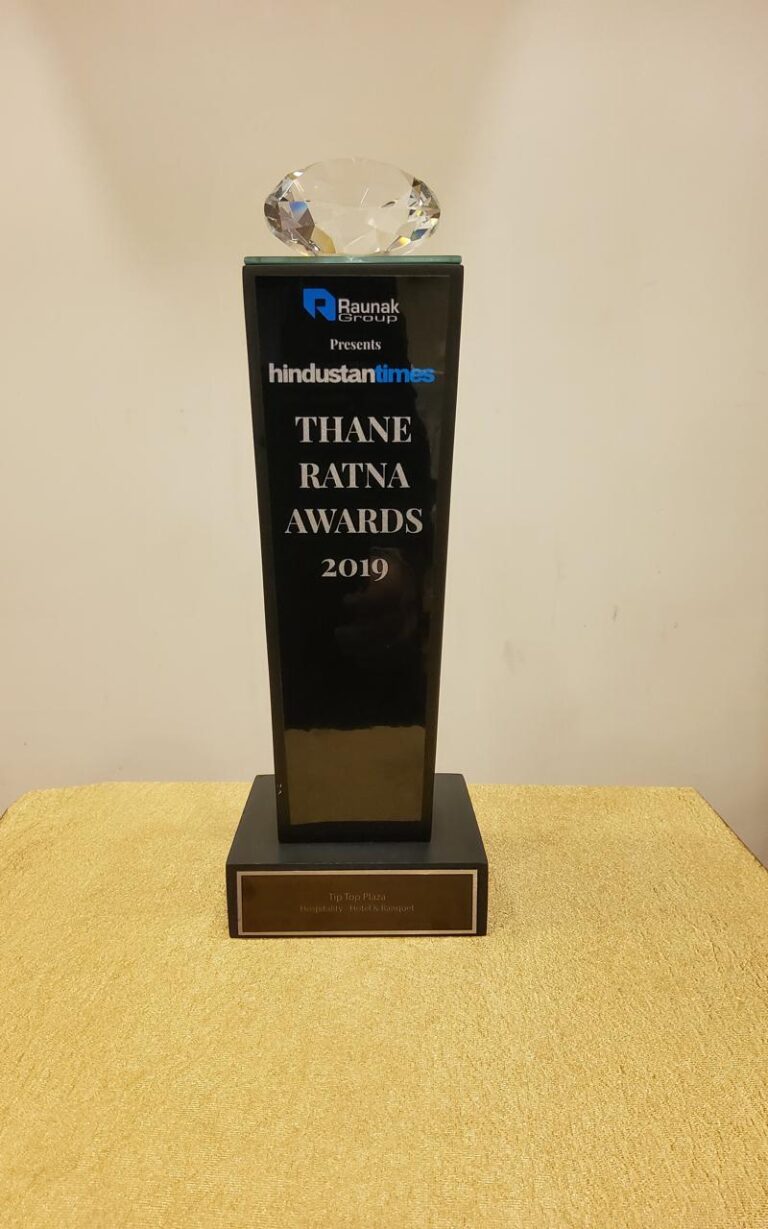 Raunak
Group
Presents
hindustantimes
THANE
RATNA
AWARDS
2019
Tip Top Plaza
Hospitality - Hotel & Banquet